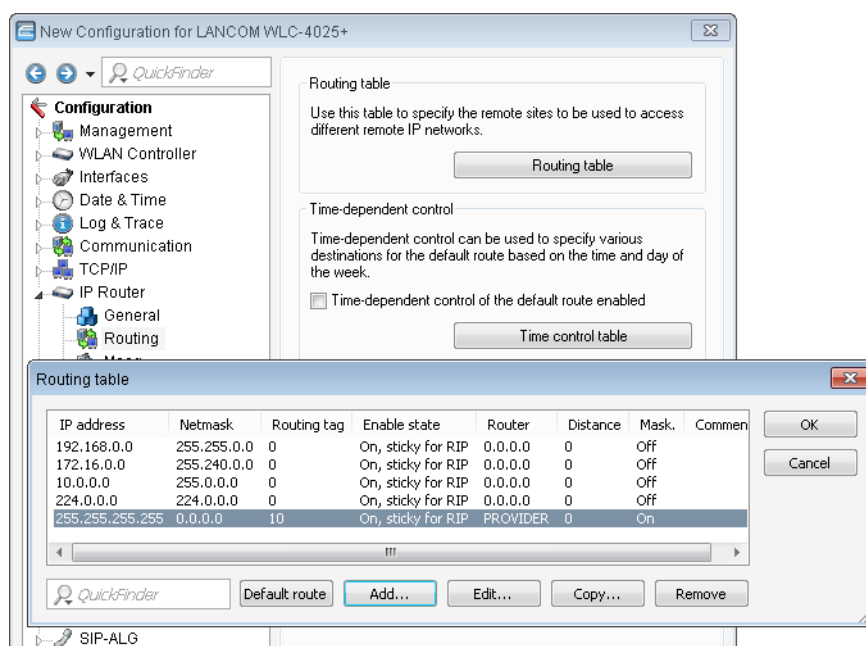 New Configuration for LANCOM WLC-4025+
QuickFinder
Configuration
Management
WLAN Controller
Interfaces
Date & Time
Log & Trace
Communication
TCP/IP
IP Router
General
Routing
Routing table
Use this table to specify the remote sites to be used to access
different remote IP networks.
Routing table
Time-dependent control
Time-dependent control can be used to specify various
destinations for the default route based on the time and day of
the week.
Time-dependent control of the default route enabled
Time control table
Routing table
IP address Netmask Routing tag Enable state Router Distance Mask. Commen
192.168.0.0 255.255.0.0 0 On, sticky for RIP 0.0.0.0 0 Off
172.16.0.0 255.240.0.0 0 On, sticky for RIP 0.0.0.0 0 Off
10.0.0.0 255.0.0.0 0 On, sticky for RIP 0.0.0.0 0 Off
224.0.0.0 224.0.0.0 0 On, sticky for RIP 0.0.0.0 0 Off
255.255.255.255 0.0.0.0 10 On, sticky for RIP PROVIDER 0 On
OK
Cancel
QuickFinder
Default route
Add...
Edit...
Copy...
Remove
SIP-ALG